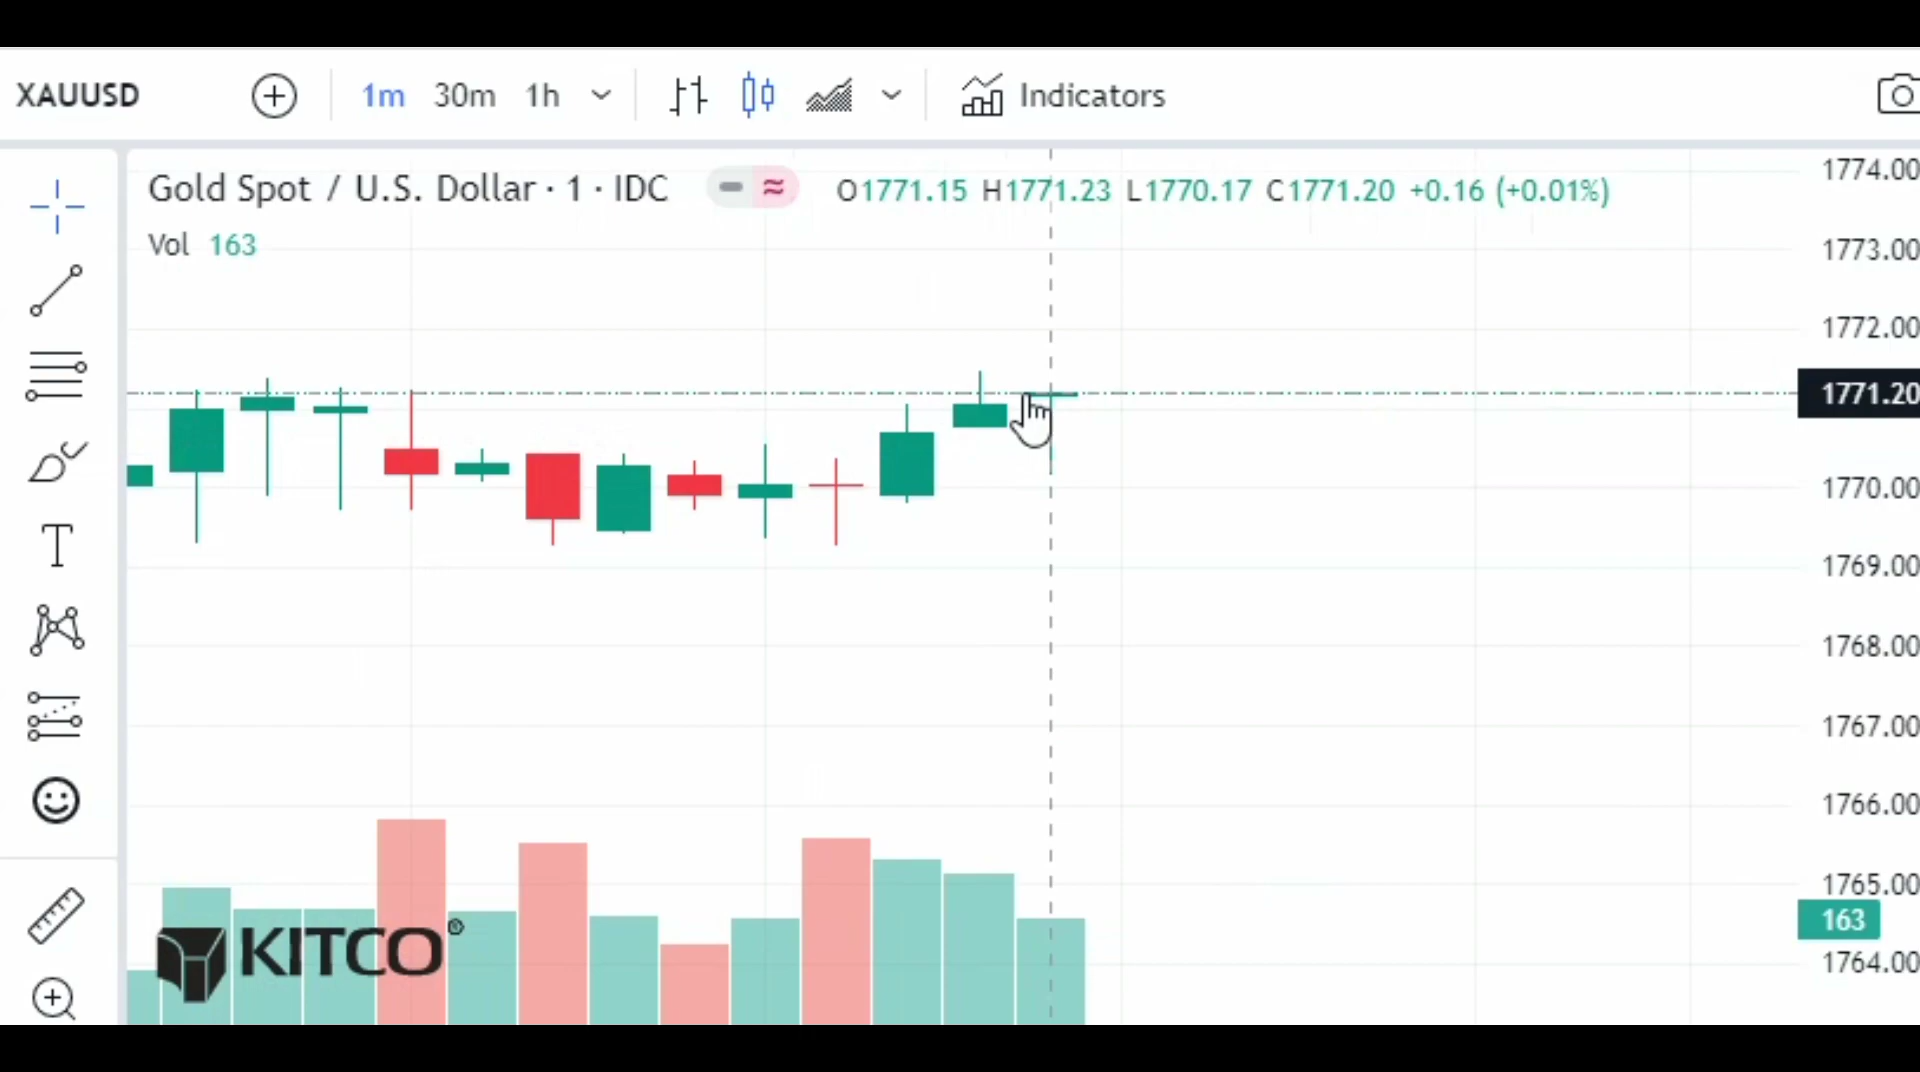 XAUUSD 1m 30m 1h Indicators
Gold Spot / U.S. Dollar · 1 · IDC O1771.15 H1771.23 L1770.17 C1771.20 +0.16 (+0.01%)
Vol 163
1774.00
1773.00
1772.00
1771.20
1770.00
1769.00
1768.00
1767.00
1766.00
1765.00
163
1764.00
KITCO®
T